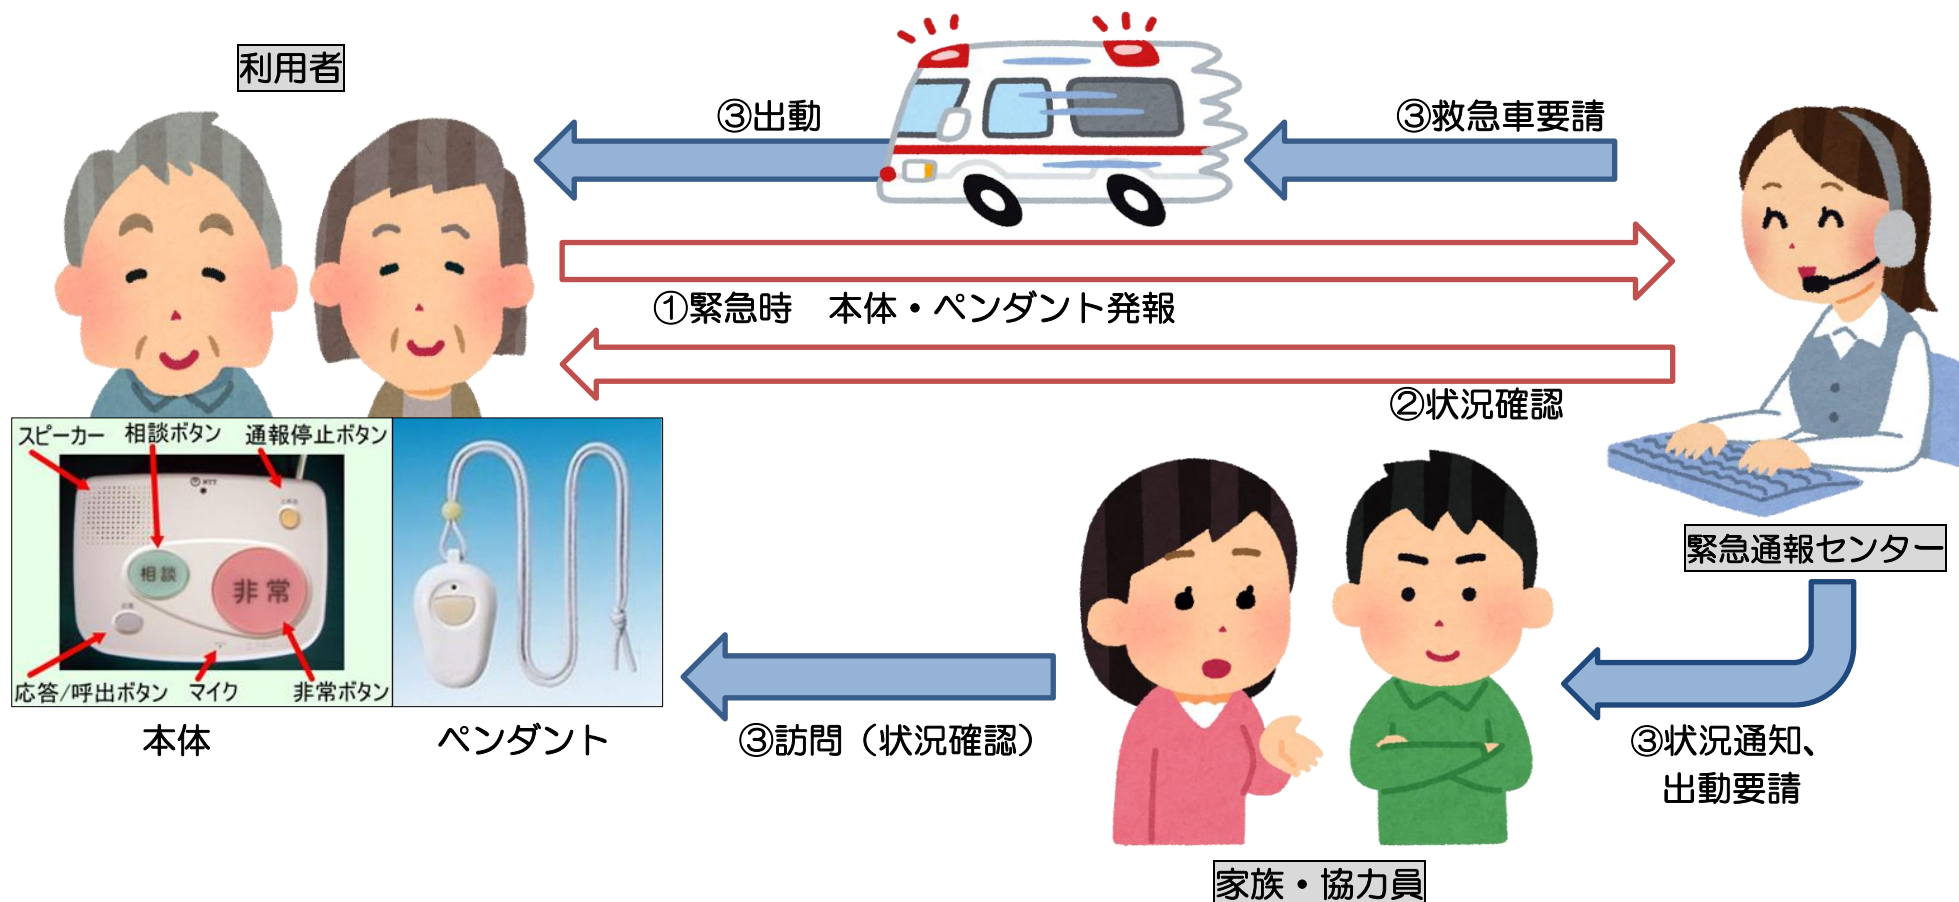 利用者
③出動
③救急車要請
①緊急時　本体・ペンダント発報
②状況確認
スピーカー
相談ボタン
通報停止ボタン
NTT
相談
非常
応答/呼出ボタン
マイク
非常ボタン
本体
ペンダント
③訪問（状況確認）
緊急通報センター
③状況通知、
出動要請
家族・協力員